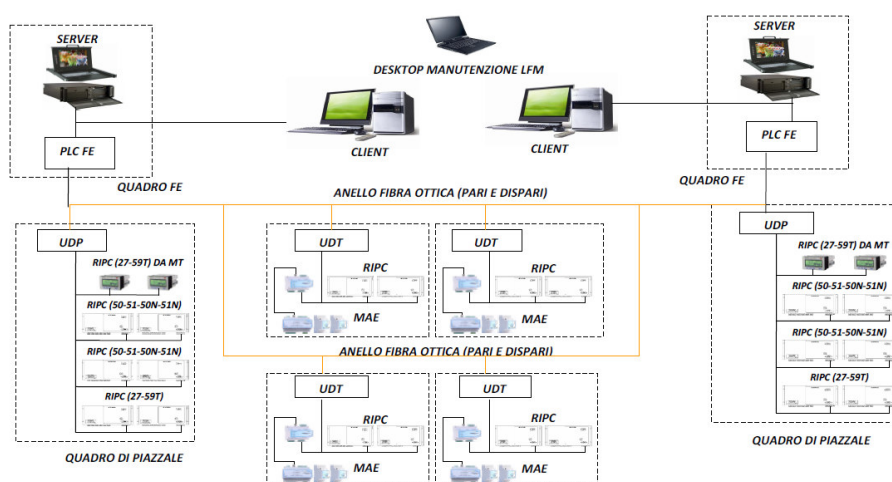 SERVER
SERVER
DESKTOP MANUTENZIONE LFM
PLC FE
CLIENT
CLIENT
PLC FE
QUADRO FE
ANELLO FIBRA OTTICA (PARI E DISPARI)
QUADRO FE
UDP
UDT
UDT
UDP
RIPC (27-59T) DA MT
RIPC
RIPC
RIPC (27-59T) DA MT
RIPC (50-51-50N-51N)
MAE
MAE
RIPC (50-51-50N-51N)
RIPC (50-51-50N-51N)
ANELLO FIBRA OTTICA (PARI E DISPARI)
RIPC (50-51-50N-51N)
RIPC (27-59T)
UDT
UDT
RIPC (27-59T)
RIPC
RIPC
QUADRO DI PIAZZALE
MAE
MAE
QUADRO DI PIAZZALE